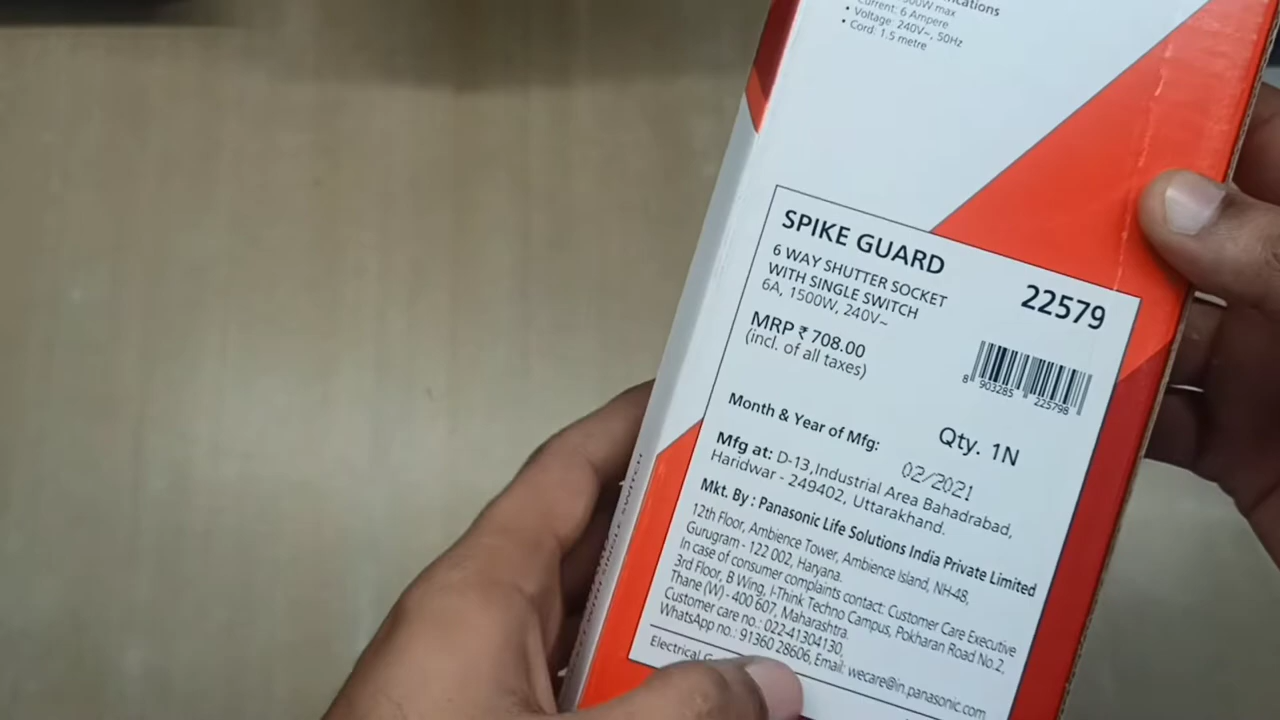 500W max
Current: 6 Ampere
• Voltage: 240V~, 50Hz
• Cord: 1.5 metre
SPIKE GUARD
6 WAY SHUTTER SOCKET
WITH SINGLE SWITCH
6A, 1500W, 240V~
22579
MRP ₹ 708.00
(incl. of all taxes)
8 903285 225798
Month & Year of Mfg:
Qty. 1N
02/2021
Mfg at: D-13,Industrial Area Bahadrabad,
Haridwar - 249402, Uttarakhand.
Mkt. By : Panasonic Life Solutions India Private Limited
12th Floor, Ambience Tower, Ambience Island, NH-48,
Gurugram - 122 002, Haryana.
In case of consumer complaints contact: Customer Care Executive
3rd Floor, B Wing, I-Think Techno Campus, Pokharan Road No.2,
Thane (W) - 400 607, Maharashtra.
Customer care no.: 022-41304130,
WhatsApp no.: 91360 28606, Email: wecare@in.panasonic.com
Electrical
SINGLE SWITCH